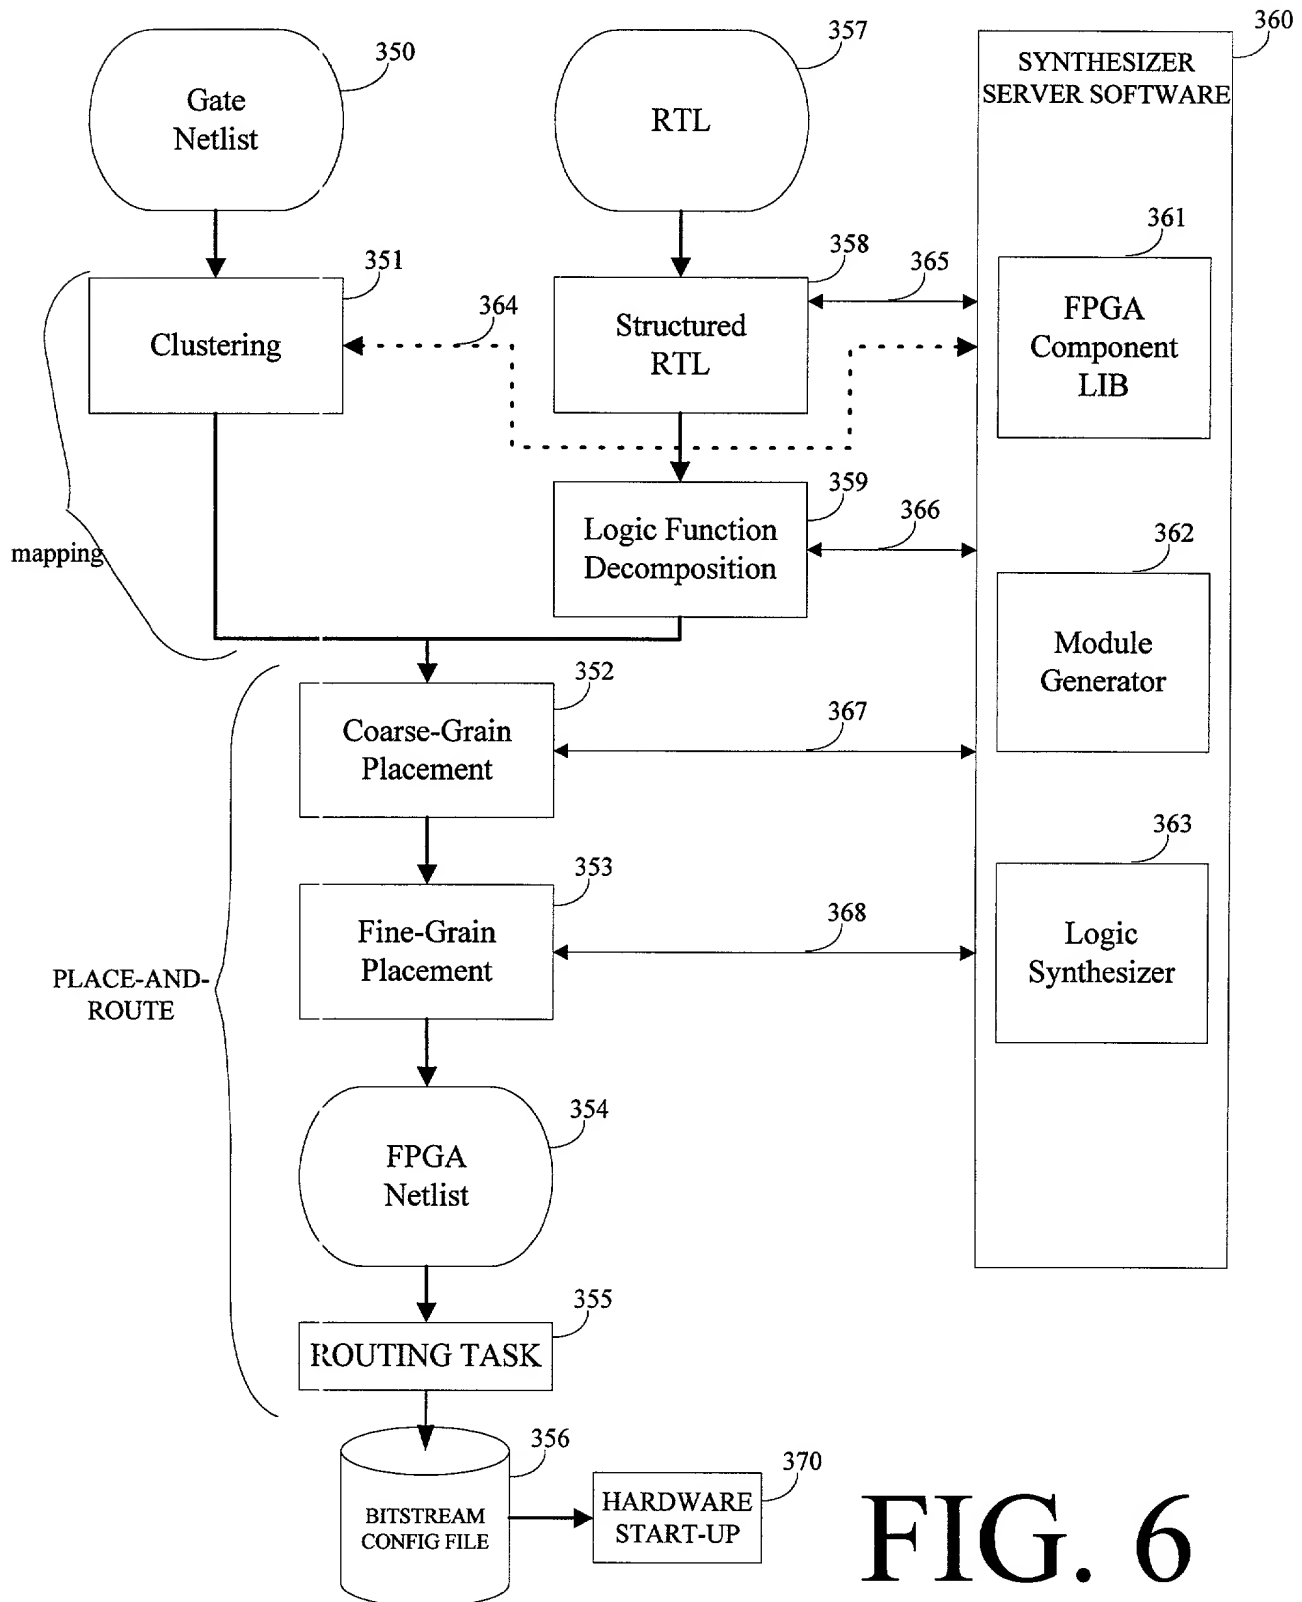 360
357
350
SYNTHESIZER
SERVER SOFTWARE
Gate
Netlist
RTL
361
358
351
365
364
FPGA
Component
LIB
Structured
RTL
Clustering
359
366
362
Logic Function
Decomposition
mapping
Module
Generator
352
367
Coarse-Grain
Placement
363
353
368
Fine-Grain
Placement
Logic
Synthesizer
PLACE-AND-
ROUTE
354
FPGA
Netlist
355
ROUTING TASK
356
370
BITSTREAM
CONFIG FILE
HARDWARE
START-UP
FIG. 6